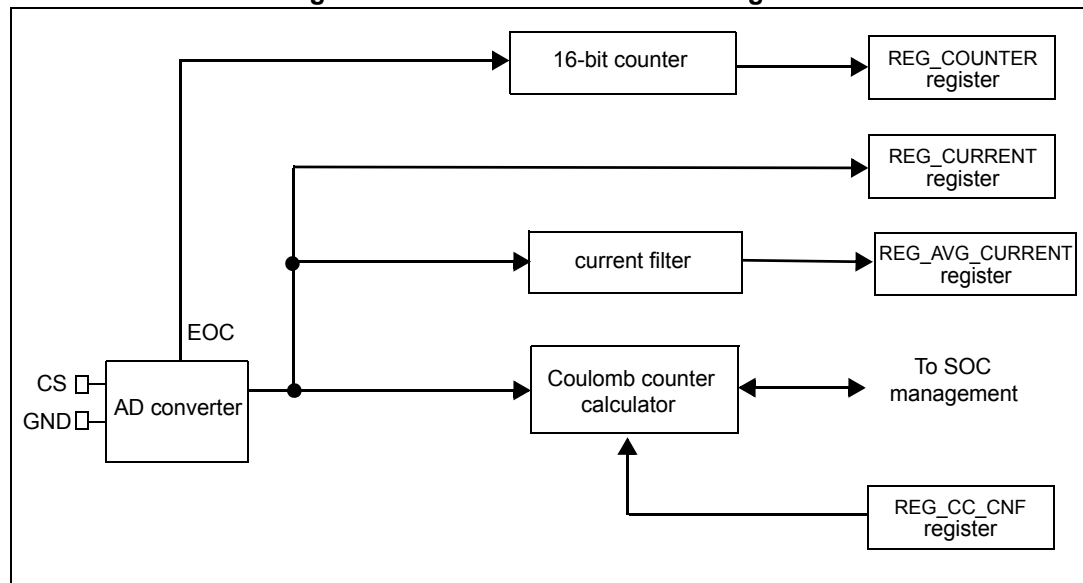 16-bit counter
REG_COUNTER
register
REG_CURRENT
register
current filter
REG_AVG_CURRENT
register
EOC
CS
GND
AD converter
Coulomb counter
calculator
To SOC
management
REG_CC_CNF
register